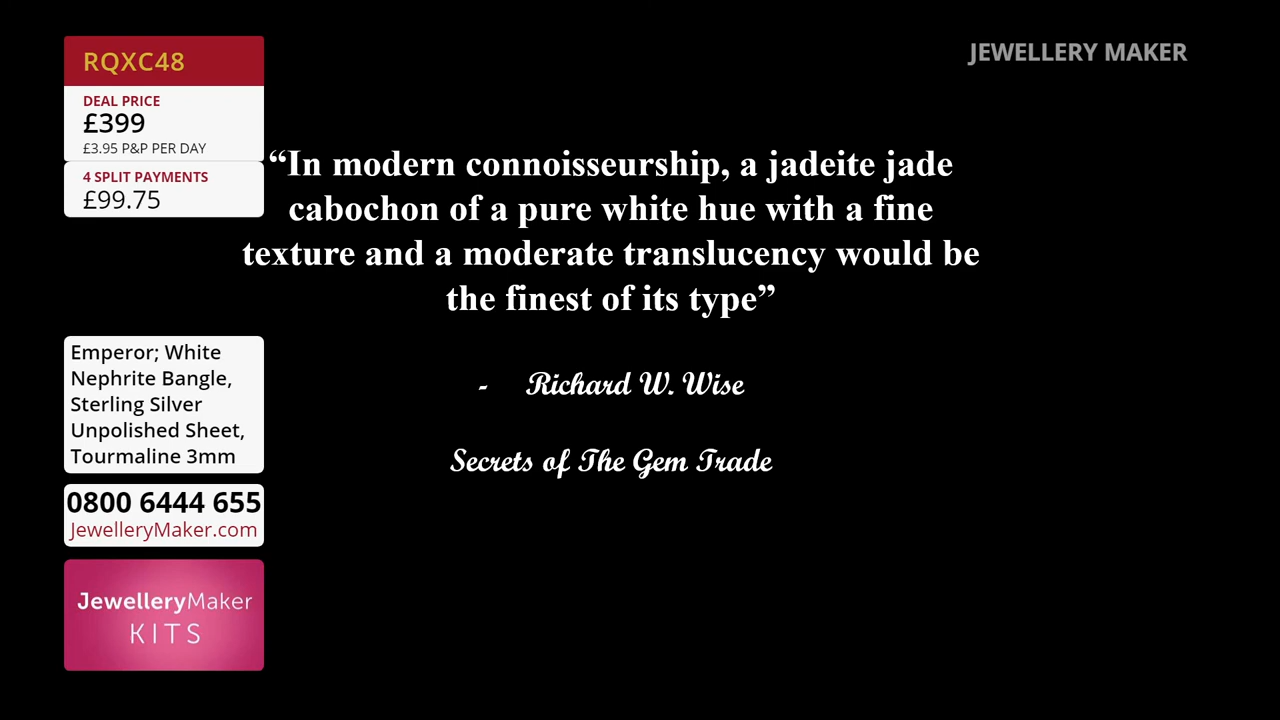 RQXC48
DEAL PRICE
£399
£3.95 P&P PER DAY
4 SPLIT PAYMENTS
£99.75
JEWELLERY MAKER
“In modern connoisseurship, a jadeite jade
cabochon of a pure white hue with a fine
texture and a moderate translucency would be
the finest of its type”
- Richard W. Wise
Secrets of The Gem Trade
Emperor; White
Nephrite Bangle,
Sterling Silver
Unpolished Sheet,
Tourmaline 3mm
0800 6444 655
JewelleryMaker.com
JewelleryMaker
KITS